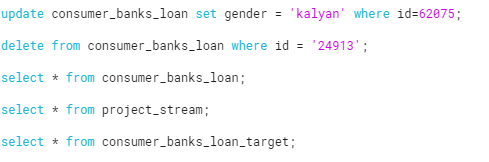 update consumer_banks_loan set gender = 'kalyan' where id=62075;
delete from consumer_banks_loan where id = '24913';
select * from consumer_banks_loan;
select * from project_stream;
select * from consumer_banks_loan_target;